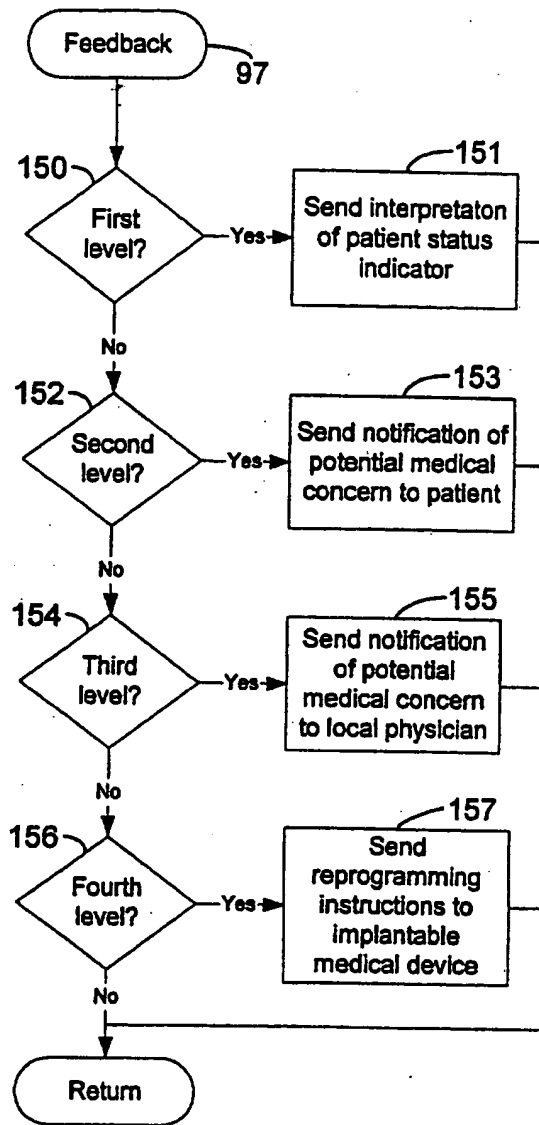 Feedback
97
150
First
level?
Yes
151
Send interpretaton
of patient status
indicator
No
152
Second
level?
Yes
153
Send notification of
potential medical
concern to patient
No
154
Third
level?
Yes
155
Send notification
of potential
medical concern
to local physician
No
156
Fourth
level?
Yes
157
Send
reprogramming
instructions to
implantable
medical device
No
Return